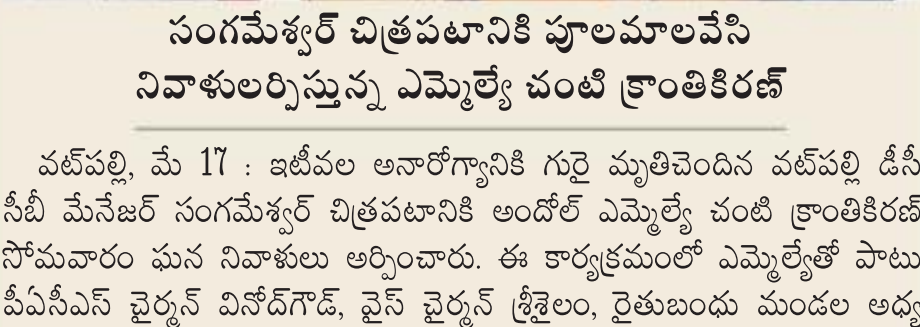 సంగమేశ్వర్ చిత్రపటానికి పూలమాలవేసి
నివాళులర్పిస్తున్న ఎమ్మెల్యే చంటి క్రాంతికిరణ్
వట్‌పల్లి, మే 17 : ఇటీవల అనారోగ్యానికి గురై మృతిచెందిన వట్‌పల్లి డీసీ
సీబీ మేనేజర్ సంగమేశ్వర్ చిత్రపటానికి అందోల్ ఎమ్మెల్యే చంటి క్రాంతికిరణ్
సోమవారం ఘన నివాళులు అర్పించారు. ఈ కార్యక్రమంలో ఎమ్మెల్యేతో పాటు
పీఏసీఎస్ చైర్మన్ వినోద్‌గౌడ్, వైస్ చైర్మన్ శ్రీశైలం, రైతుబంధు మండల అధ్య